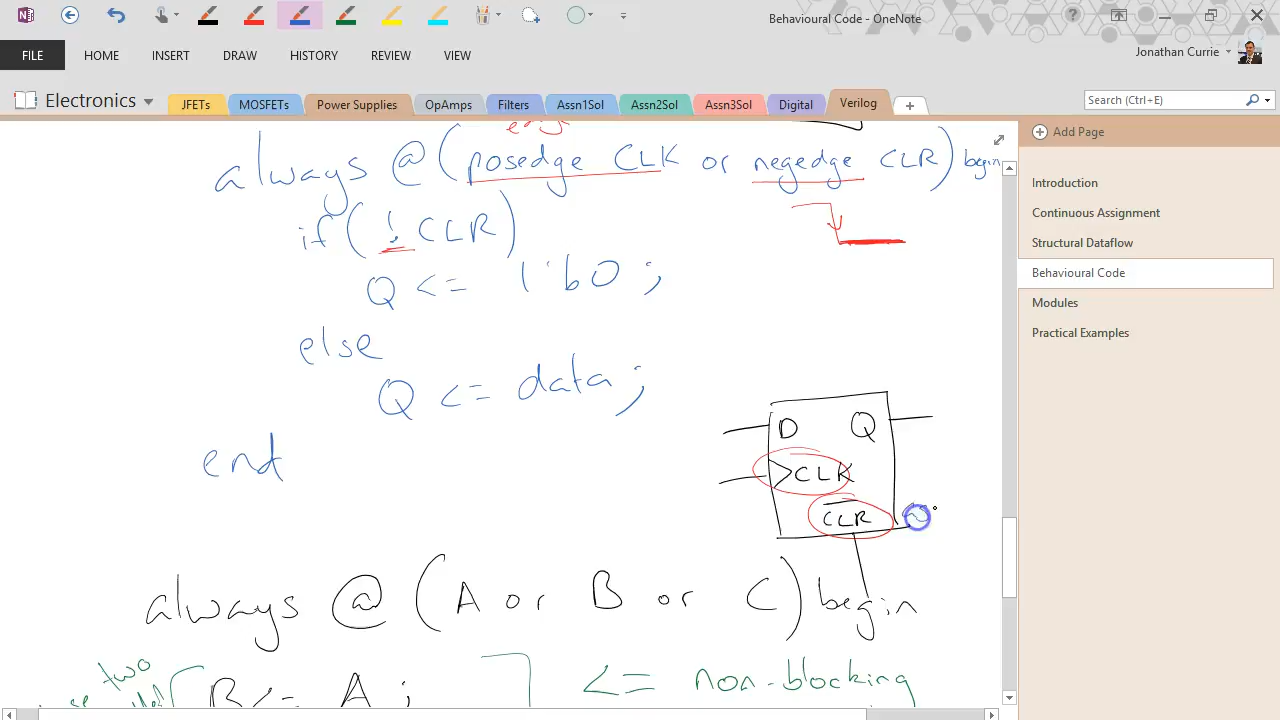 Behavioural Code - OneNote
?
Jonathan Currie
FILE HOME INSERT DRAW HISTORY REVIEW VIEW
Electronics JFETs MOSFETs Power Supplies OpAmps Filters Assn1Sol Assn2Sol Assn3Sol Digital Verilog +
Search (Ctrl+E)
Add Page
Introduction
Continuous Assignment
Structural Dataflow
Behavioural Code
Modules
Practical Examples
always @ (posedge CLK or negedge CLR) begin
if ( ! CLR)
Q <= 1'b0 ;
else
Q <= data ;
end
D Q
CLK
CLR
always @ (A or B or C) begin
two
B <= A ;
<= non-blocking